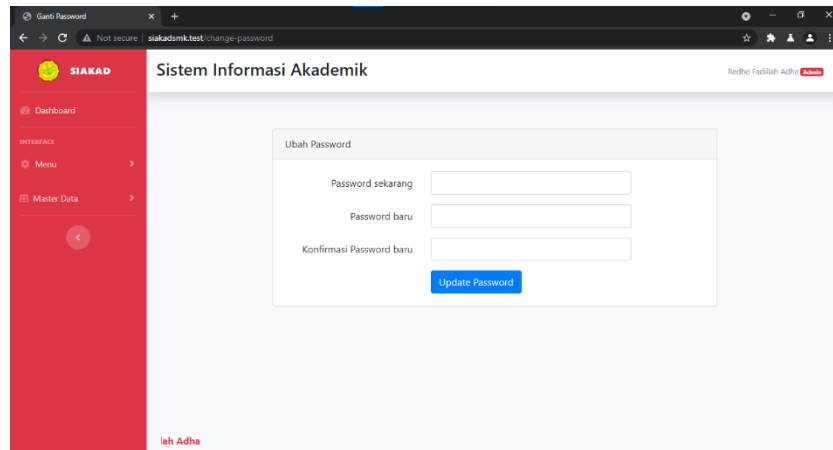 Ganti Password
Not secure | siakadsmk.test/change-password
SIAKAD
Sistem Informasi Akademik
Redho Fadillah Adha Admin
Dashboard
INTERFACE
Menu
Master Data
Ubah Password
Password sekarang
Password baru
Konfirmasi Password baru
Update Password
lah Adha